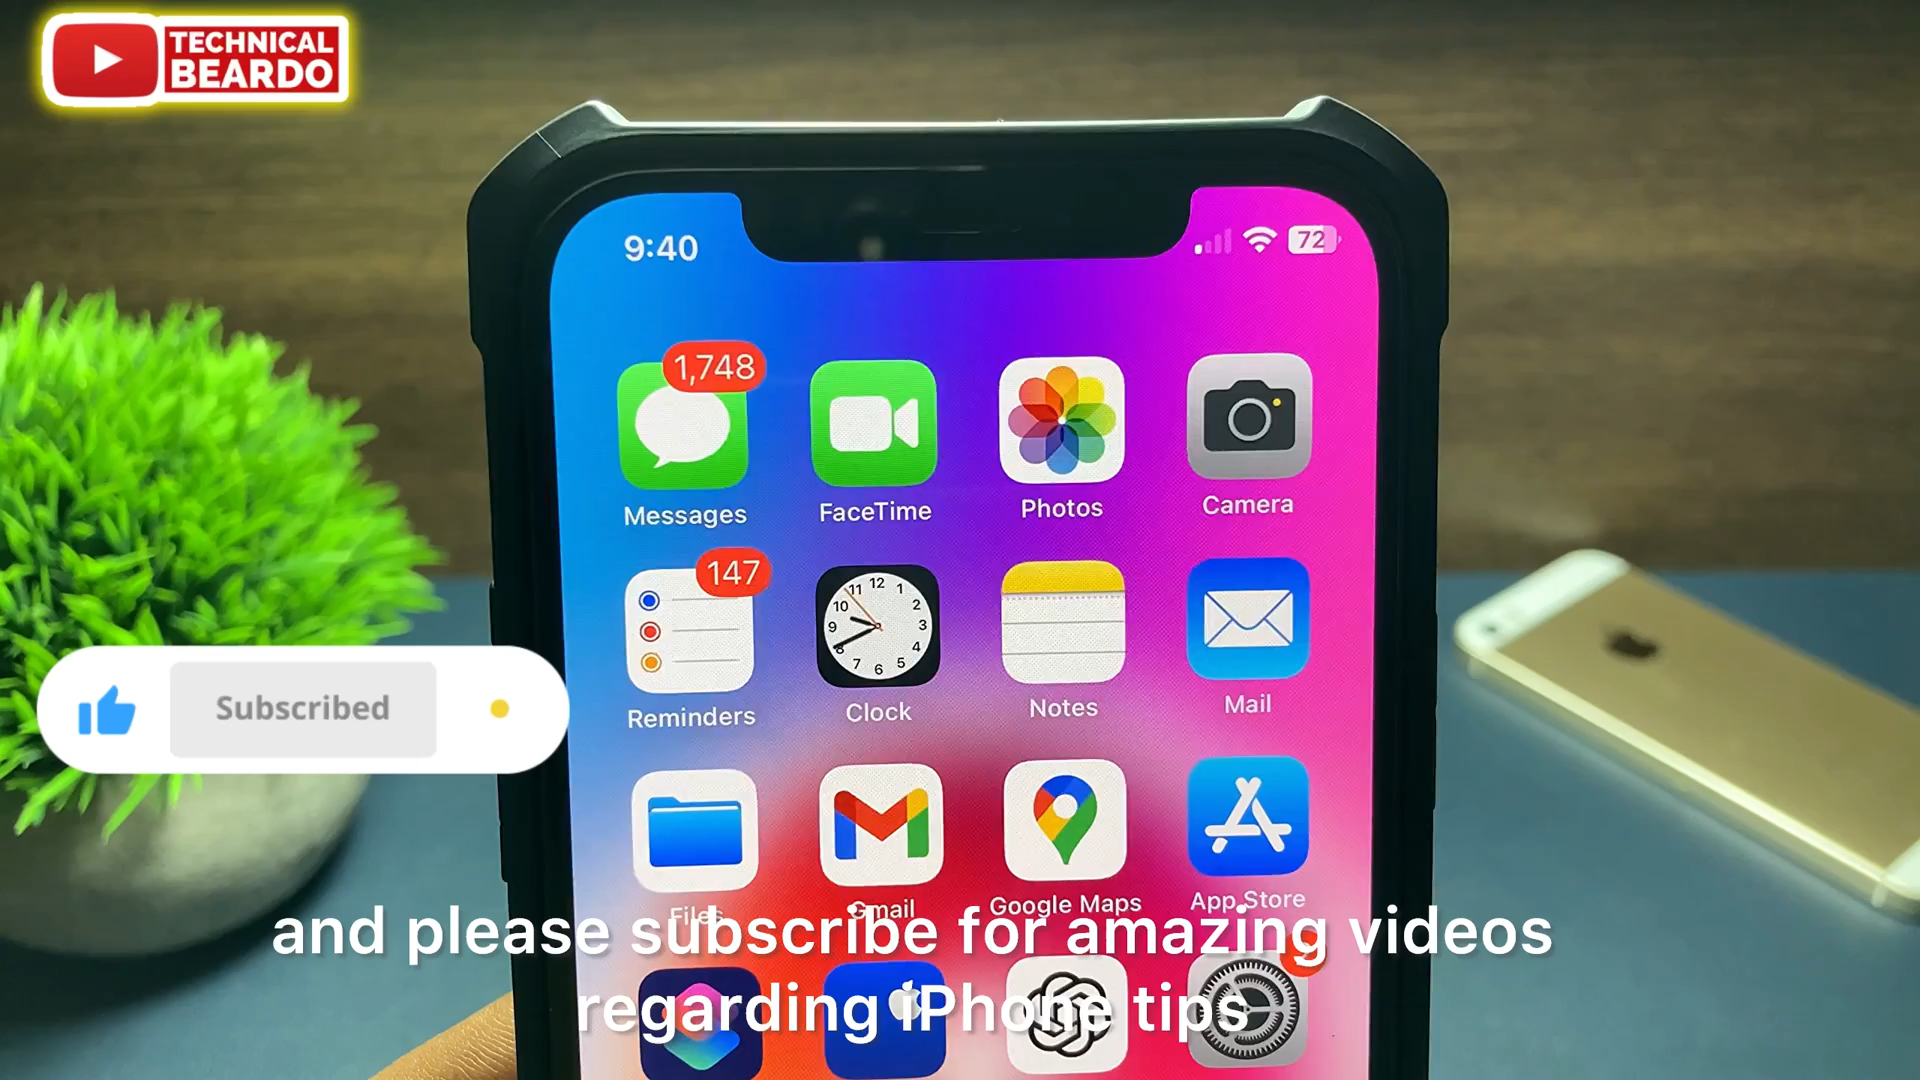 TECHNICAL
BEARDO
9:40
72
1,748
Messages
FaceTime
Photos
Camera
147
12
11
1
10
2
9
3
8
4
7
6
5
Reminders
Clock
Notes
Mail
Subscribed
Files
Gmail
Google Maps
App Store
and please subscribe for amazing videos
regarding iPhone tips